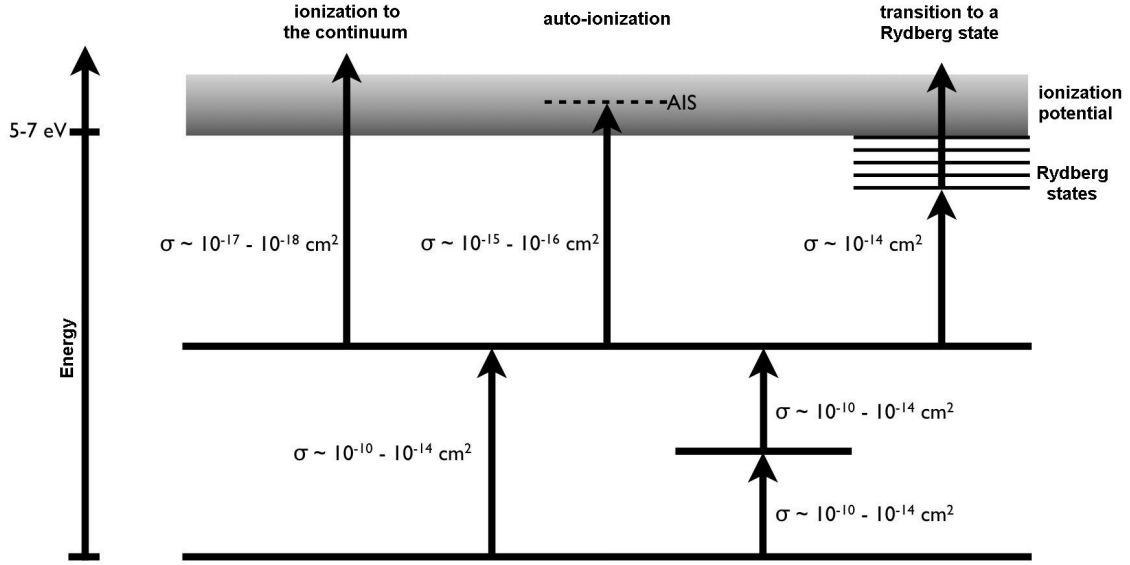 ionization to
the continuum
auto-ionization
transition to a
Rydberg state
5-7 eV
AIS
ionization
potential
Rydberg
states
σ ~ 10⁻¹⁷ - 10⁻¹⁸ cm²
σ ~ 10⁻¹⁵ - 10⁻¹⁶ cm²
σ ~ 10⁻¹⁴ cm²
Energy
σ ~ 10⁻¹⁰ - 10⁻¹⁴ cm²
σ ~ 10⁻¹⁰ - 10⁻¹⁴ cm²
σ ~ 10⁻¹⁰ - 10⁻¹⁴ cm²